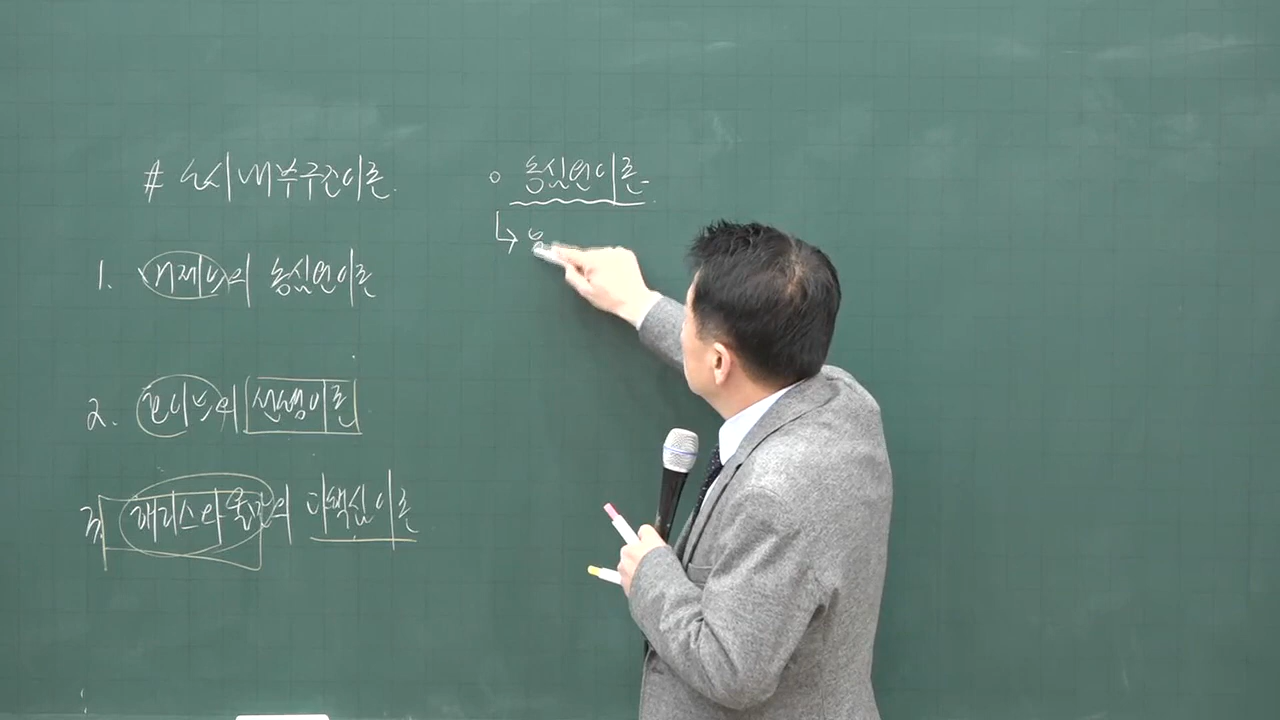 # 도시내부구조이론.
1. 버제스의 동심원이론
2. 호이트의 선형이론
3. 해리스와 울만의 다핵심이론
○ 동심원이론
↳